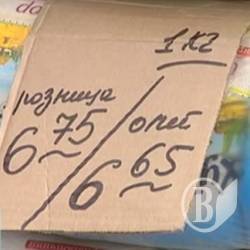 1 кг
розница / опт
6 75 / 6 65
В